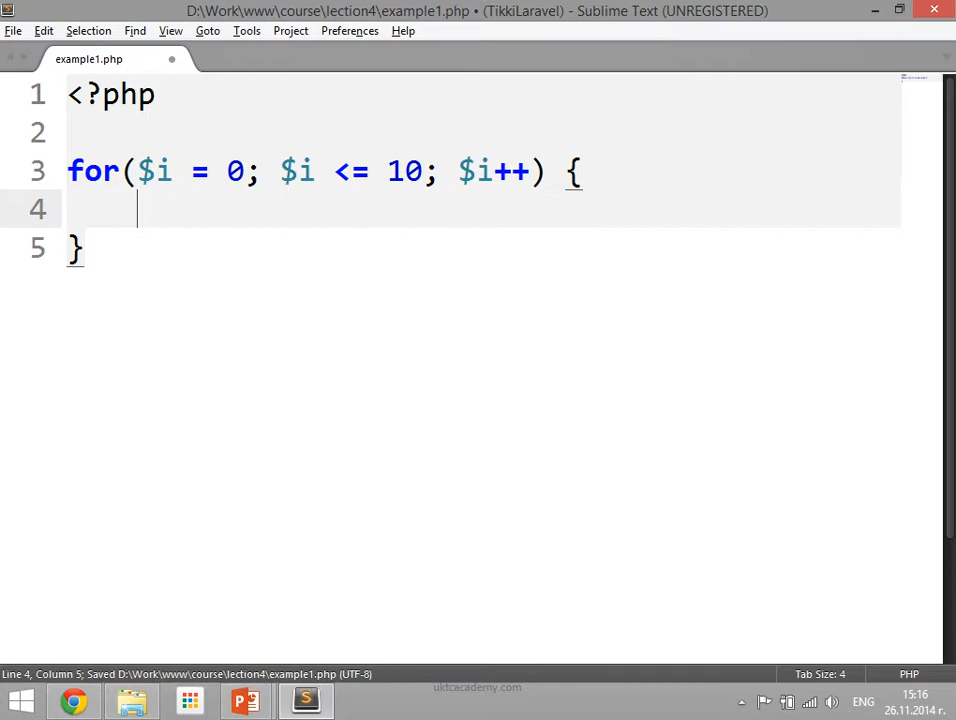 D:\Work\www\course\lection4\example1.php • (TikkiLaravel) - Sublime Text (UNREGISTERED)
File Edit Selection Find View Goto Tools Project Preferences Help
example1.php
1 <?php
2
3 for($i = 0; $i <= 10; $i++) {
4
5 }
Line 4, Column 5; Saved D:\Work\www\course\lection4\example1.php (UTF-8) Tab Size: 4 PHP
uktcacademy.com
ENG
15:16
26.11.2014 г.